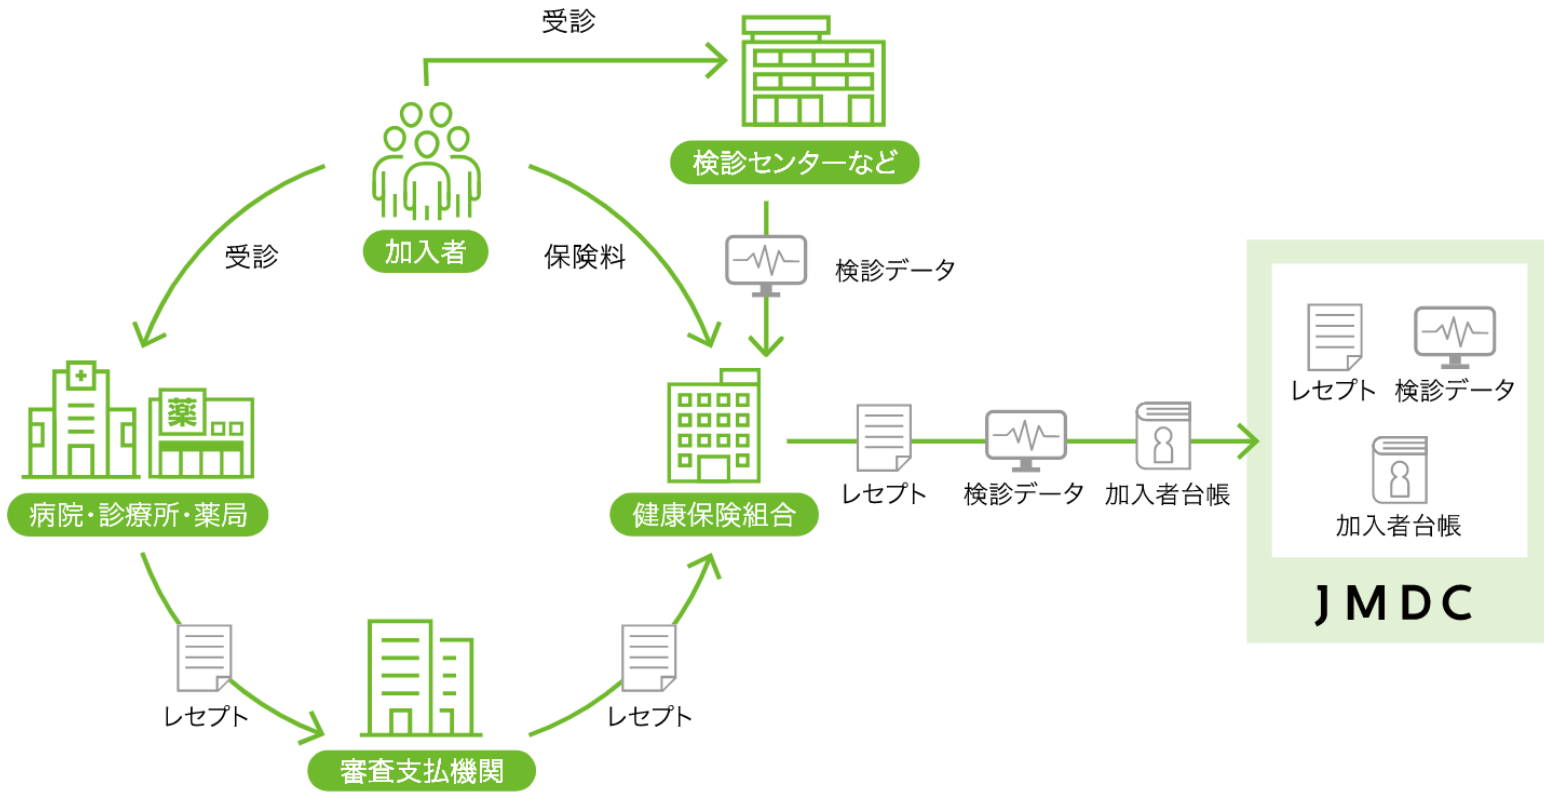 受診
検診センターなど
加入者
受診
保険料
検診データ
薬
病院・診療所・薬局
健康保険組合
レセプト
検診データ
加入者台帳
レセプト
検診データ
加入者台帳
JMDC
レセプト
レセプト
審査支払機関